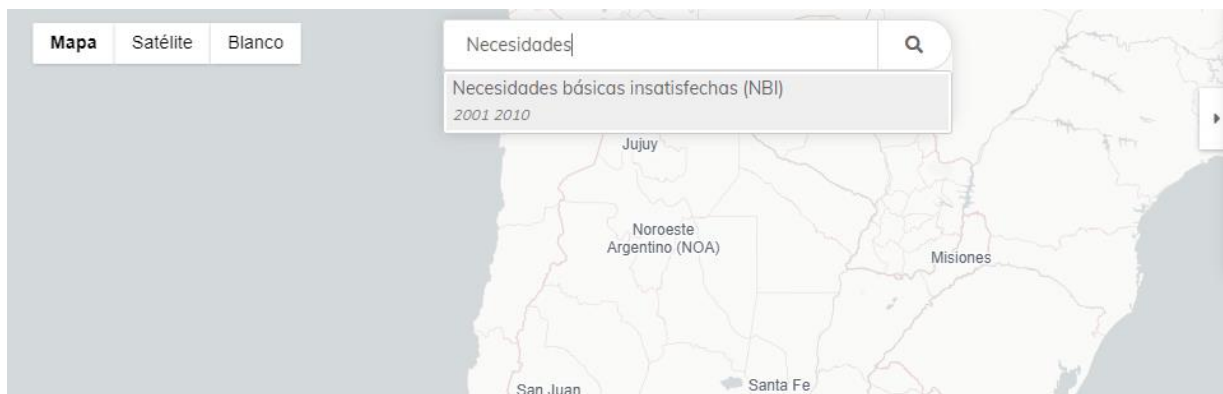 Mapa
Satélite
Blanco
Necesidades
Necesidades básicas insatisfechas (NBI)
2001 2010
Jujuy
Noroeste
Argentino (NOA)
Misiones
San Juan
Santa Fe